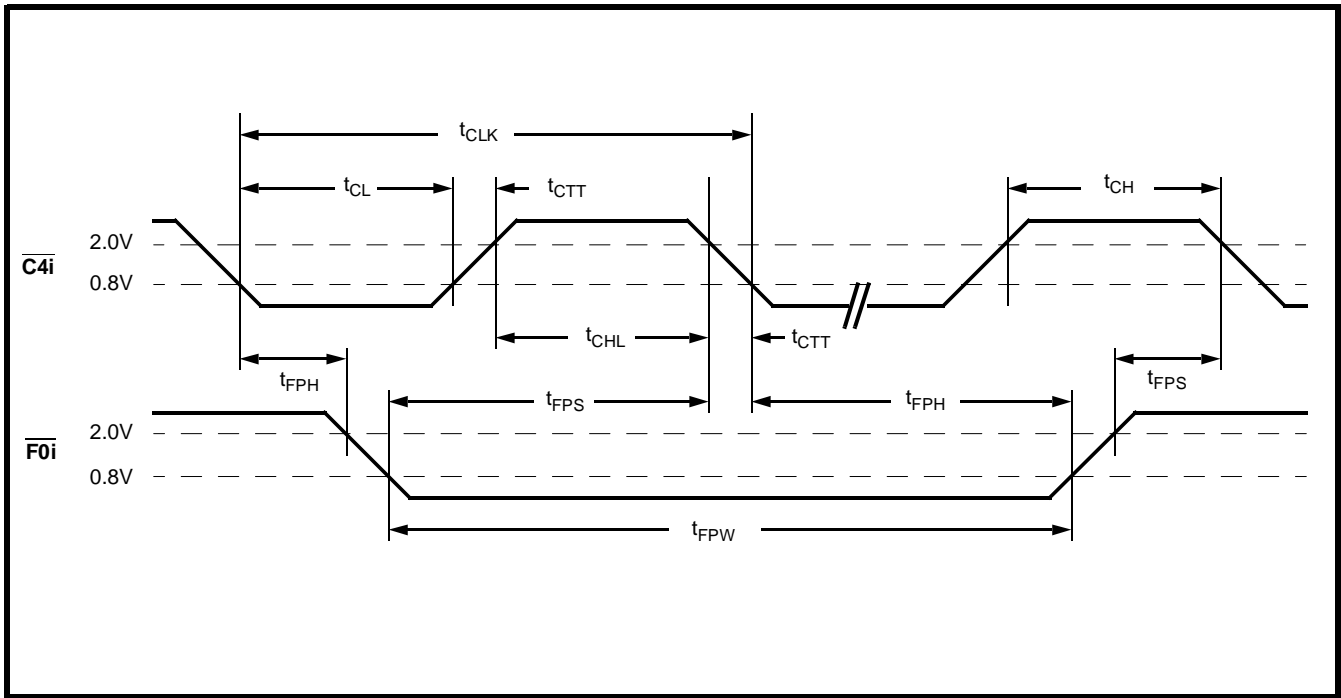 tCLK
tCL
tCTT
tCH
2.0V
C4i
0.8V
tCHL
tCTT
tFPH
tFPS
tFPS
tFPH
2.0V
F0i
0.8V
tFPW